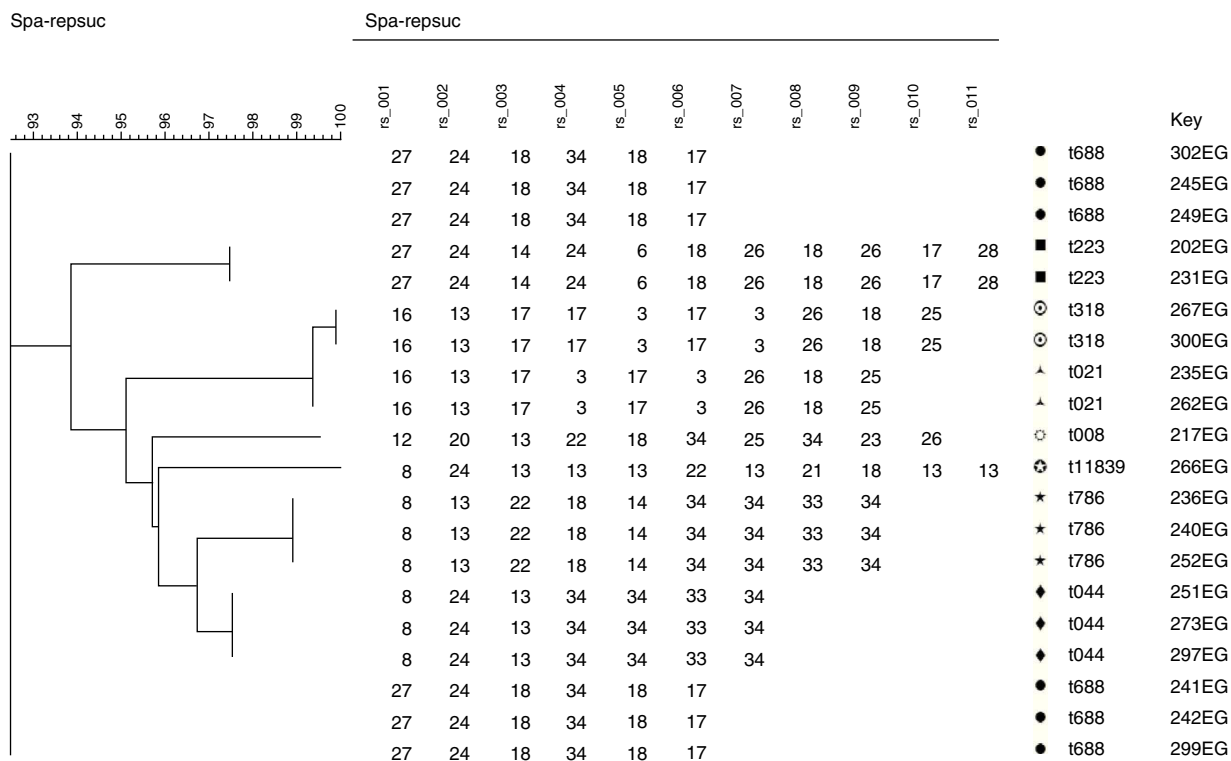 Spa-repsuc Spa-repsuc
93 94 95 96 97 98 99 100 rs_001 rs_002 rs_003 rs_004 rs_005 rs_006 rs_007 rs_008 rs_009 rs_010 rs_011 Key
27 24 18 34 18 17 t688 302EG
27 24 18 34 18 17 t688 245EG
27 24 18 34 18 17 t688 249EG
27 24 14 24 6 18 26 18 26 17 28 t223 202EG
27 24 14 24 6 18 26 18 26 17 28 t223 231EG
16 13 17 17 3 17 3 26 18 25 t318 267EG
16 13 17 17 3 17 3 26 18 25 t318 300EG
16 13 17 3 17 3 26 18 25 t021 235EG
16 13 17 3 17 3 26 18 25 t021 262EG
12 20 13 22 18 34 25 34 23 26 t008 217EG
8 24 13 13 13 22 13 21 18 13 13 t11839 266EG
8 13 22 18 14 34 34 33 34 t786 236EG
8 13 22 18 14 34 34 33 34 t786 240EG
8 13 22 18 14 34 34 33 34 t786 252EG
8 24 13 34 34 33 34 t044 251EG
8 24 13 34 34 33 34 t044 273EG
8 24 13 34 34 33 34 t044 297EG
27 24 18 34 18 17 t688 241EG
27 24 18 34 18 17 t688 242EG
27 24 18 34 18 17 t688 299EG